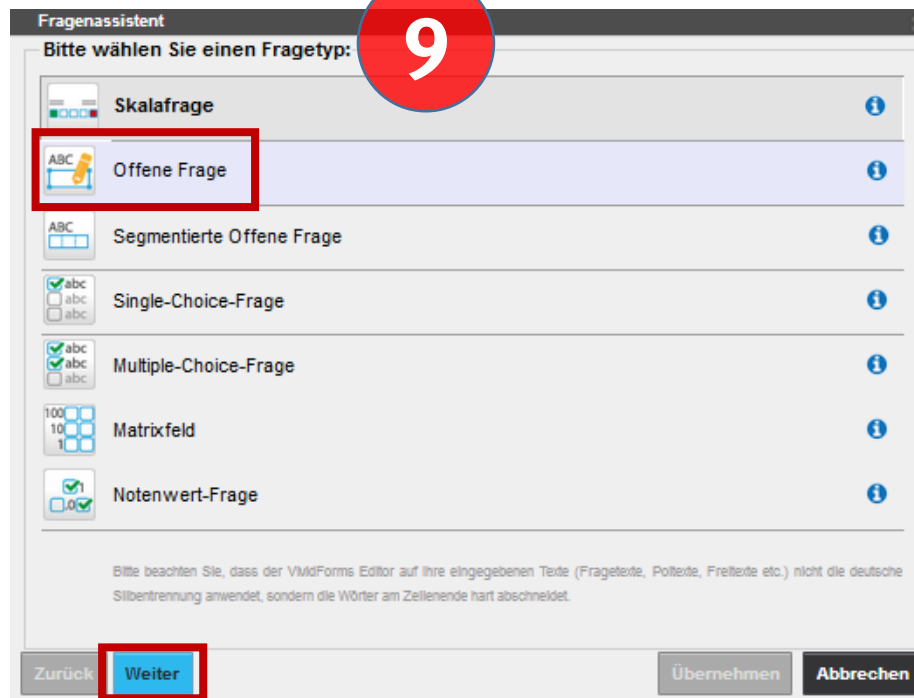 Fragenassistent
9
Bitte wählen Sie einen Fragetyp:
Skalafrage
ABC
Offene Frage
ABC
Segmentierte Offene Frage
abc
abc
abc
Single-Choice-Frage
abc
abc
abc
Multiple-Choice-Frage
100
10
1
Matrixfeld
1
.0
Notenwert-Frage
Bitte beachten Sie, dass der VividForms Editor auf Ihre eingegebenen Texte (Fragetexte, Poltexte, Freitexte etc.) nicht die deutsche
Silbentrennung anwendet, sondern die Wörter am Zeilenende hart abschneidet.
Zurück Weiter Übernehmen Abbrechen